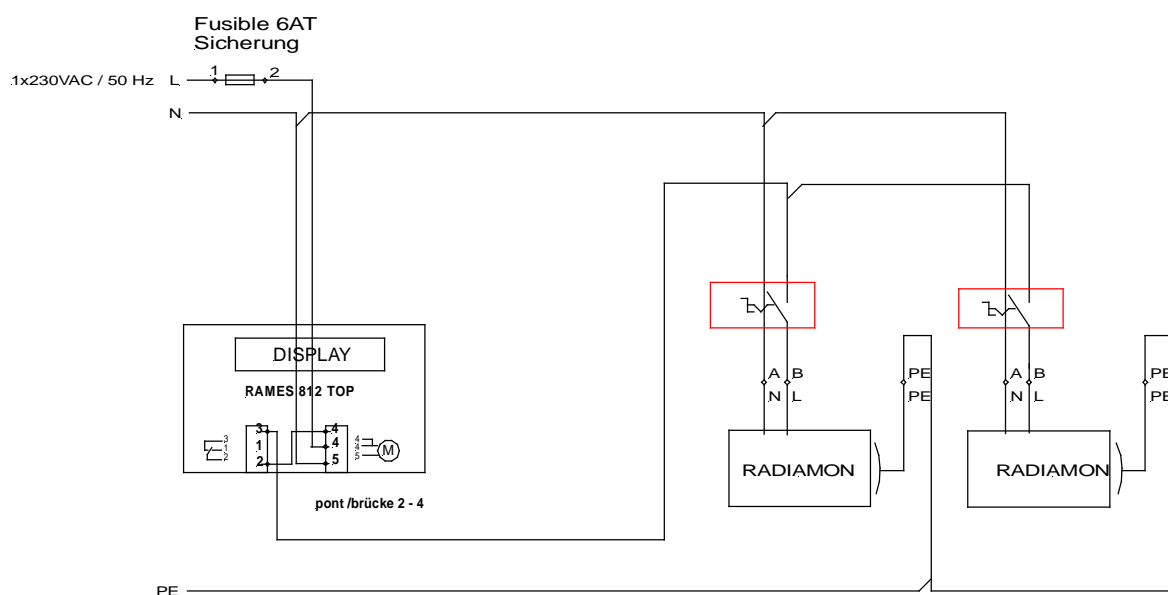 Fusible 6AT
Sicherung
1 2
1x230VAC / 50 Hz L
N
DISPLAY
RAMES 812 TOP
3 4
1 4
2 5
3
1
2
4
4
5
M
pont /brücke 2 - 4
A B
N L
PE
PE
A B
N L
PE
PE
RADIAMON
RADIAMON
PE